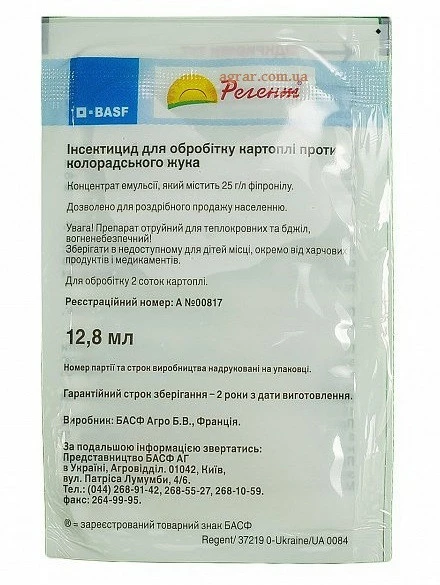 agrar.com.ua
BASF
Регент
Інсектицид для обробітку картоплі проти
колорадського жука
Концентрат емульсії, який містить 25 г/л фіпронілу.
Дозволено для роздрібного продажу населенню.
Увага! Препарат отруйний для теплокровних та бджіл,
вогненебезпечний!
Зберігати в недоступному для дітей місці, окремо від харчових
продуктів і медикаментів.
Для обробітку 2 соток картоплі.
Реєстраційний номер: А №00817
12,8 мл
Номер партії та строк виробництва надруковані на упаковці.
Гарантійний строк зберігання – 2 роки з дати виготовлення.
Виробник: БАСФ Агро Б.В., Франція.
За подальшою інформацією звертатись:
Представництво БАСФ АГ
в Україні, Агровідділ. 01042, Київ,
вул. Патріса Лумумби, 4/6.
Тел.: (044) 268-91-42, 268-55-27, 268-10-59.
факс: 264-99-95.
® = зареєстрований товарний знак БАСФ
Regent/ 37219 0-Ukraine/UA 0084